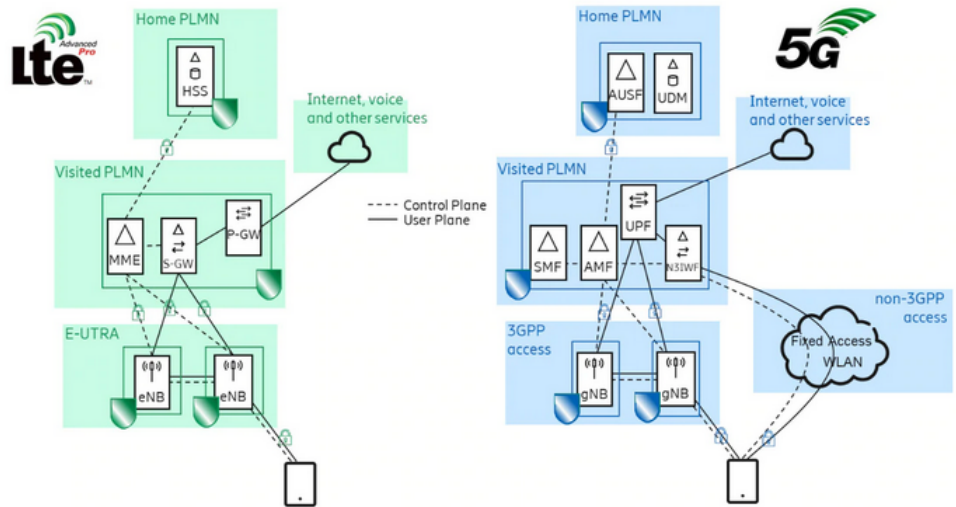 Lte
Advanced
Pro
TM
Home PLMN
HSS
Internet, voice
and other services
Visited PLMN
MME
S-GW
P-GW
E-UTRA
eNB
eNB
Control Plane
User Plane
5G
Home PLMN
AUSF
UDM
Internet, voice
and other services
Visited PLMN
UPF
SMF
AMF
N3IWF
3GPP
access
gNB
gNB
non-3GPP
access
Fixed Access
WLAN